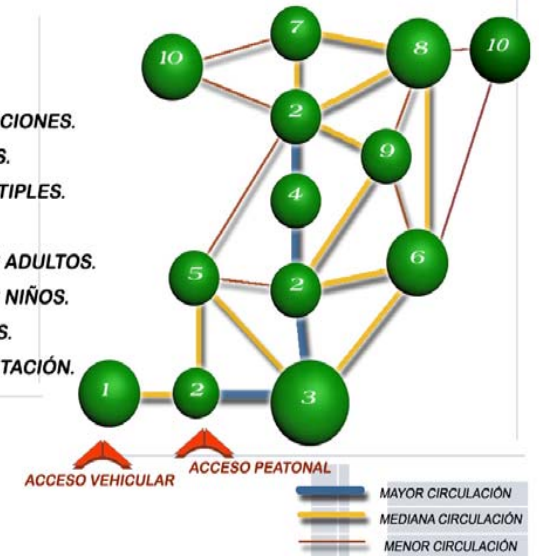 7
8
10
10
CIONES.
2
S.
9
TIPLES.
4
ADULTOS.
6
5
2
NIÑOS.
S.
TACIÓN.
1
2
3
ACCESO VEHICULAR
ACCESO PEATONAL
MAYOR CIRCULACIÓN
MEDIANA CIRCULACIÓN
MENOR CIRCULACIÓN